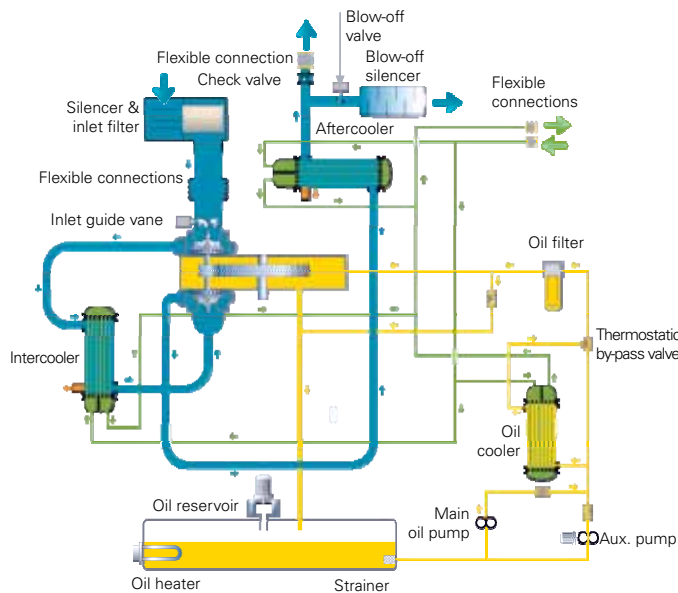 Blow-off
valve
Flexible connection
Check valve
Blow-off
silencer
Flexible
connections
Silencer &
inlet filter
Aftercooler
Flexible connections
Inlet guide vane
Oil filter
Thermostatic
by-pass valve
Intercooler
Oil
cooler
Oil reservoir
Main
oil pump
Aux. pump
Oil heater
Strainer